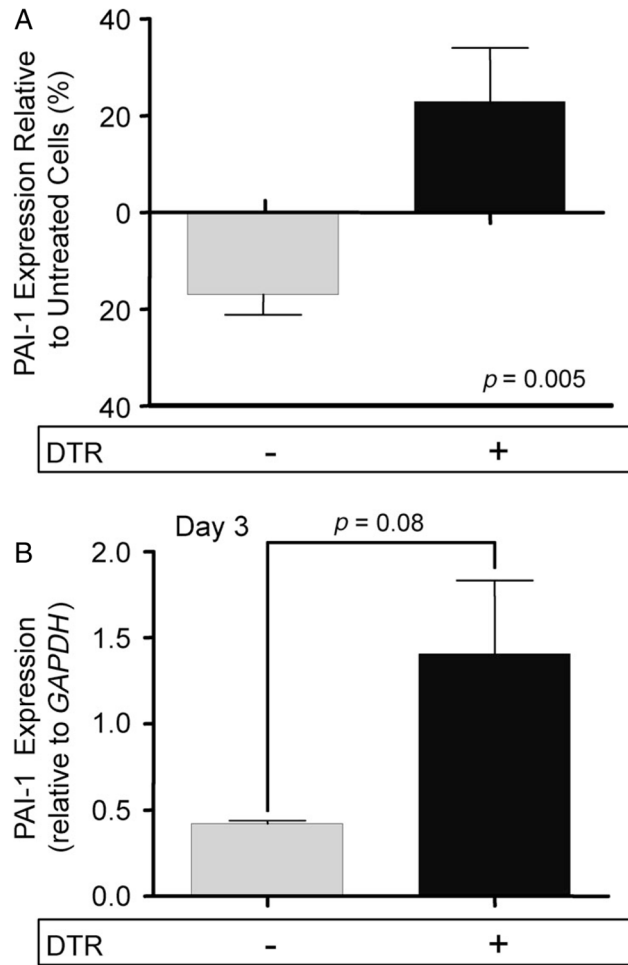 A
PAI-1 Expression Relative
to Untreated Cells (%)
40
20
0
20
40
p = 0.005
DTR - +
B
Day 3
p = 0.08
PAI-1 Expression
(relative to GAPDH)
2.0
1.5
1.0
0.5
0.0
DTR - +